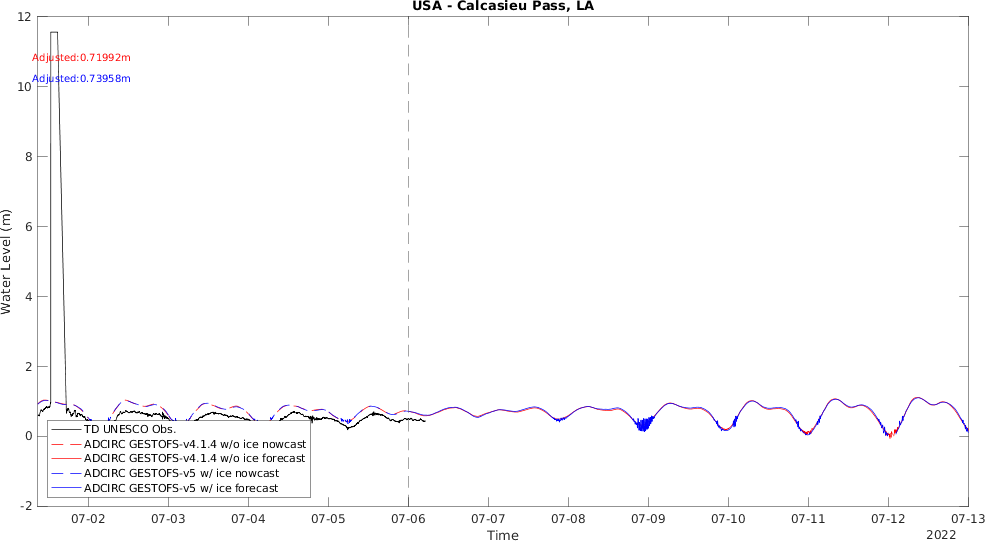 USA - Calcasieu Pass, LA
12
10
8
6
4
2
0
-2
Water Level (m)
Adjusted:0.71992m
Adjusted:0.73958m
TD UNESCO Obs.
ADCIRC GESTOFS-v4.1.4 w/o ice nowcast
ADCIRC GESTOFS-v4.1.4 w/o ice forecast
ADCIRC GESTOFS-v5 w/ ice nowcast
ADCIRC GESTOFS-v5 w/ ice forecast
07-02 07-03 07-04 07-05 07-06 07-07 07-08 07-09 07-10 07-11 07-12 07-13
Time
2022